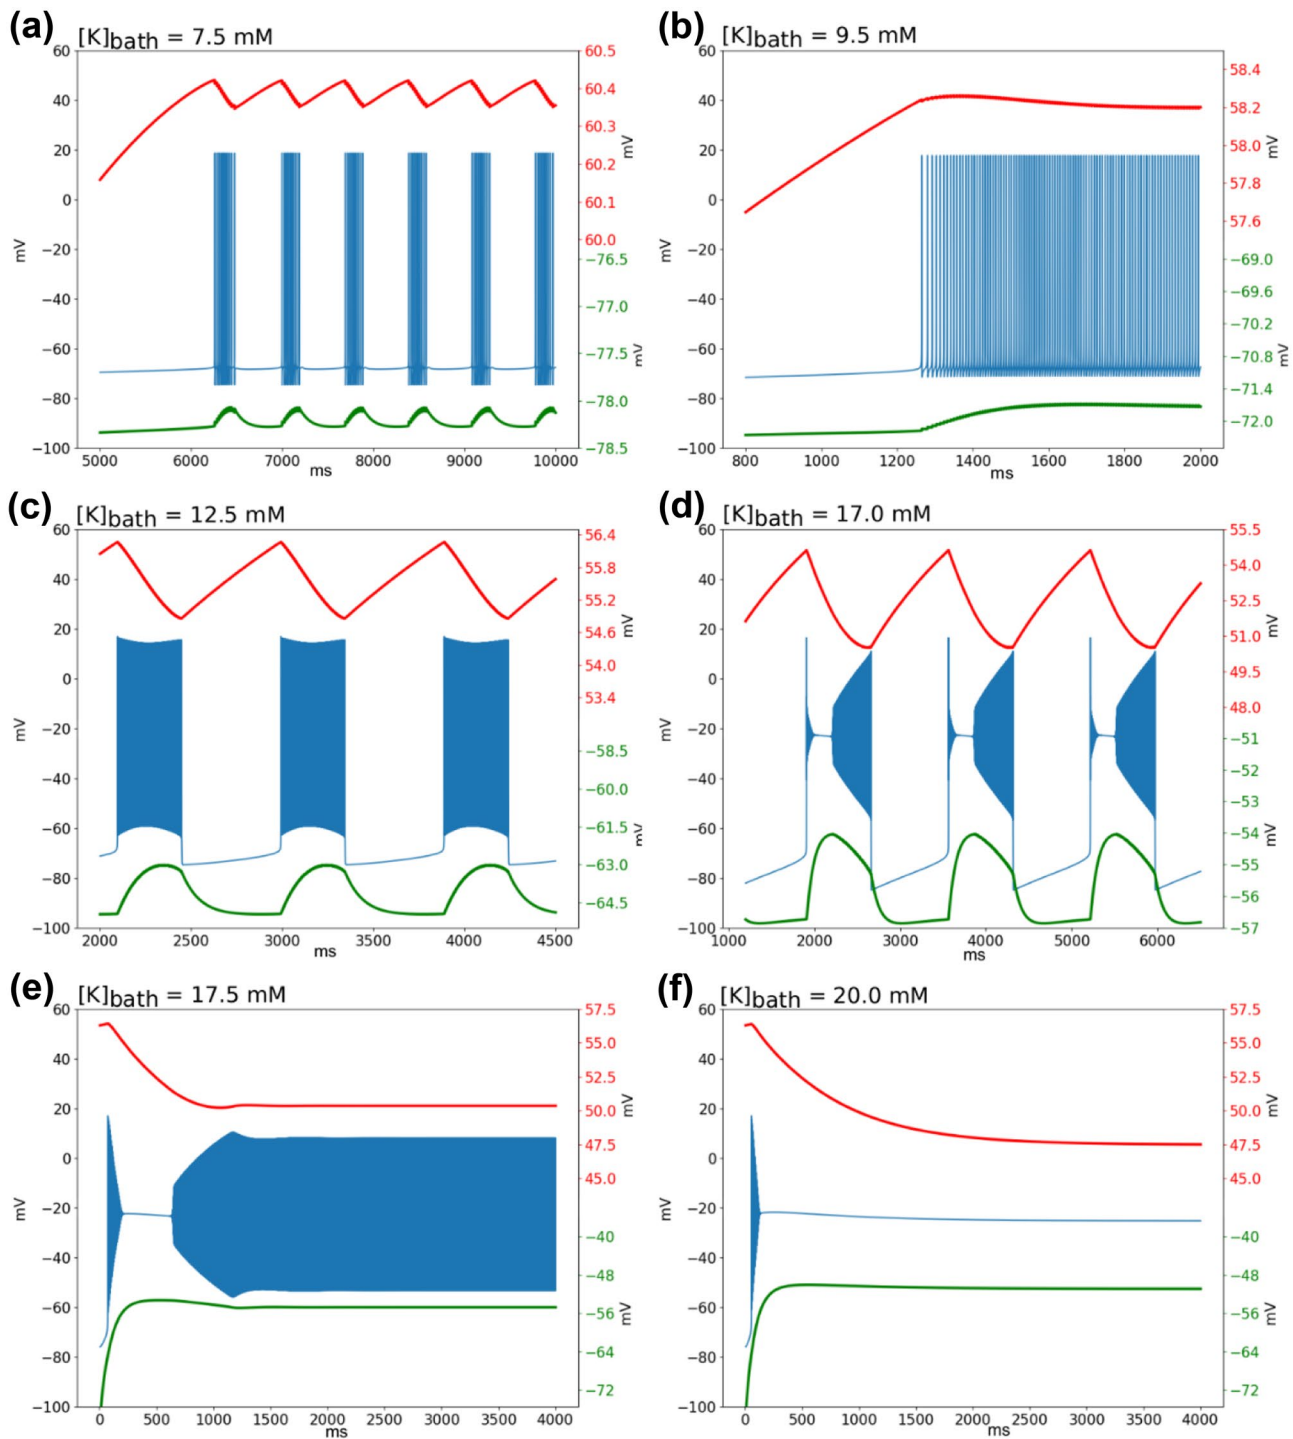 (a)
[K]bath = 7.5 mM
60
40
20
0
−20
−40
−60
−80
−100
mV
60.5
60.4
60.3
60.2
60.1
60.0
mV
−76.5
−77.0
−77.5
−78.0
−78.5
mV
5000 6000 7000 8000 9000 10000
ms
(b)
[K]bath = 9.5 mM
60
40
20
0
−20
−40
−60
−80
−100
mV
58.4
58.2
58.0
57.8
57.6
mV
−69.0
−69.6
−70.2
−70.8
−71.4
−72.0
mV
800 1000 1200 1400 1600 1800 2000
ms
(c)
[K]bath = 12.5 mM
60
40
20
0
−20
−40
−60
−80
−100
mV
56.4
55.8
55.2
54.6
54.0
53.4
mV
−58.5
−60.0
−61.5
−63.0
−64.5
mV
2000 2500 3000 3500 4000 4500
ms
(d)
[K]bath = 17.0 mM
60
40
20
0
−20
−40
−60
−80
−100
mV
55.5
54.0
52.5
51.0
49.5
48.0
mV
−51
−52
−53
−54
−55
−56
−57
mV
1000 2000 3000 4000 5000 6000
ms
(e)
[K]bath = 17.5 mM
60
40
20
0
−20
−40
−60
−80
−100
mV
57.5
55.0
52.5
50.0
47.5
45.0
mV
−40
−48
−56
−64
−72
mV
0 500 1000 1500 2000 2500 3000 3500 4000
ms
(f)
[K]bath = 20.0 mM
60
40
20
0
−20
−40
−60
−80
−100
mV
57.5
55.0
52.5
50.0
47.5
45.0
mV
−40
−48
−56
−64
−72
mV
0 500 1000 1500 2000 2500 3000 3500 4000
ms